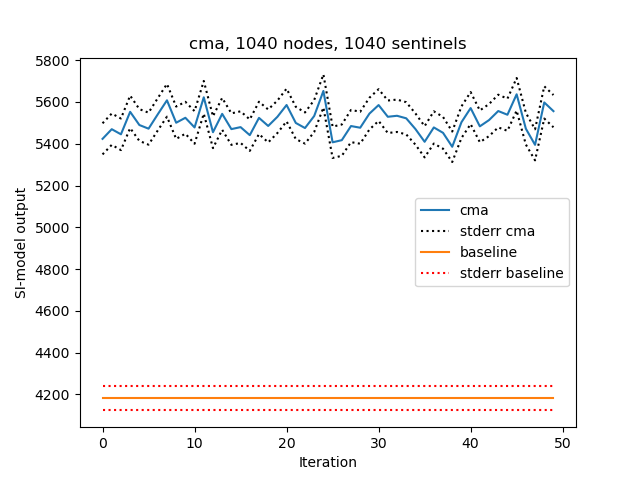 cma, 1040 nodes, 1040 sentinels
5800
5600
5400
5200
5000
4800
4600
4400
4200
SI-model output
cma
stderr cma
baseline
stderr baseline
0 10 20 30 40 50
Iteration